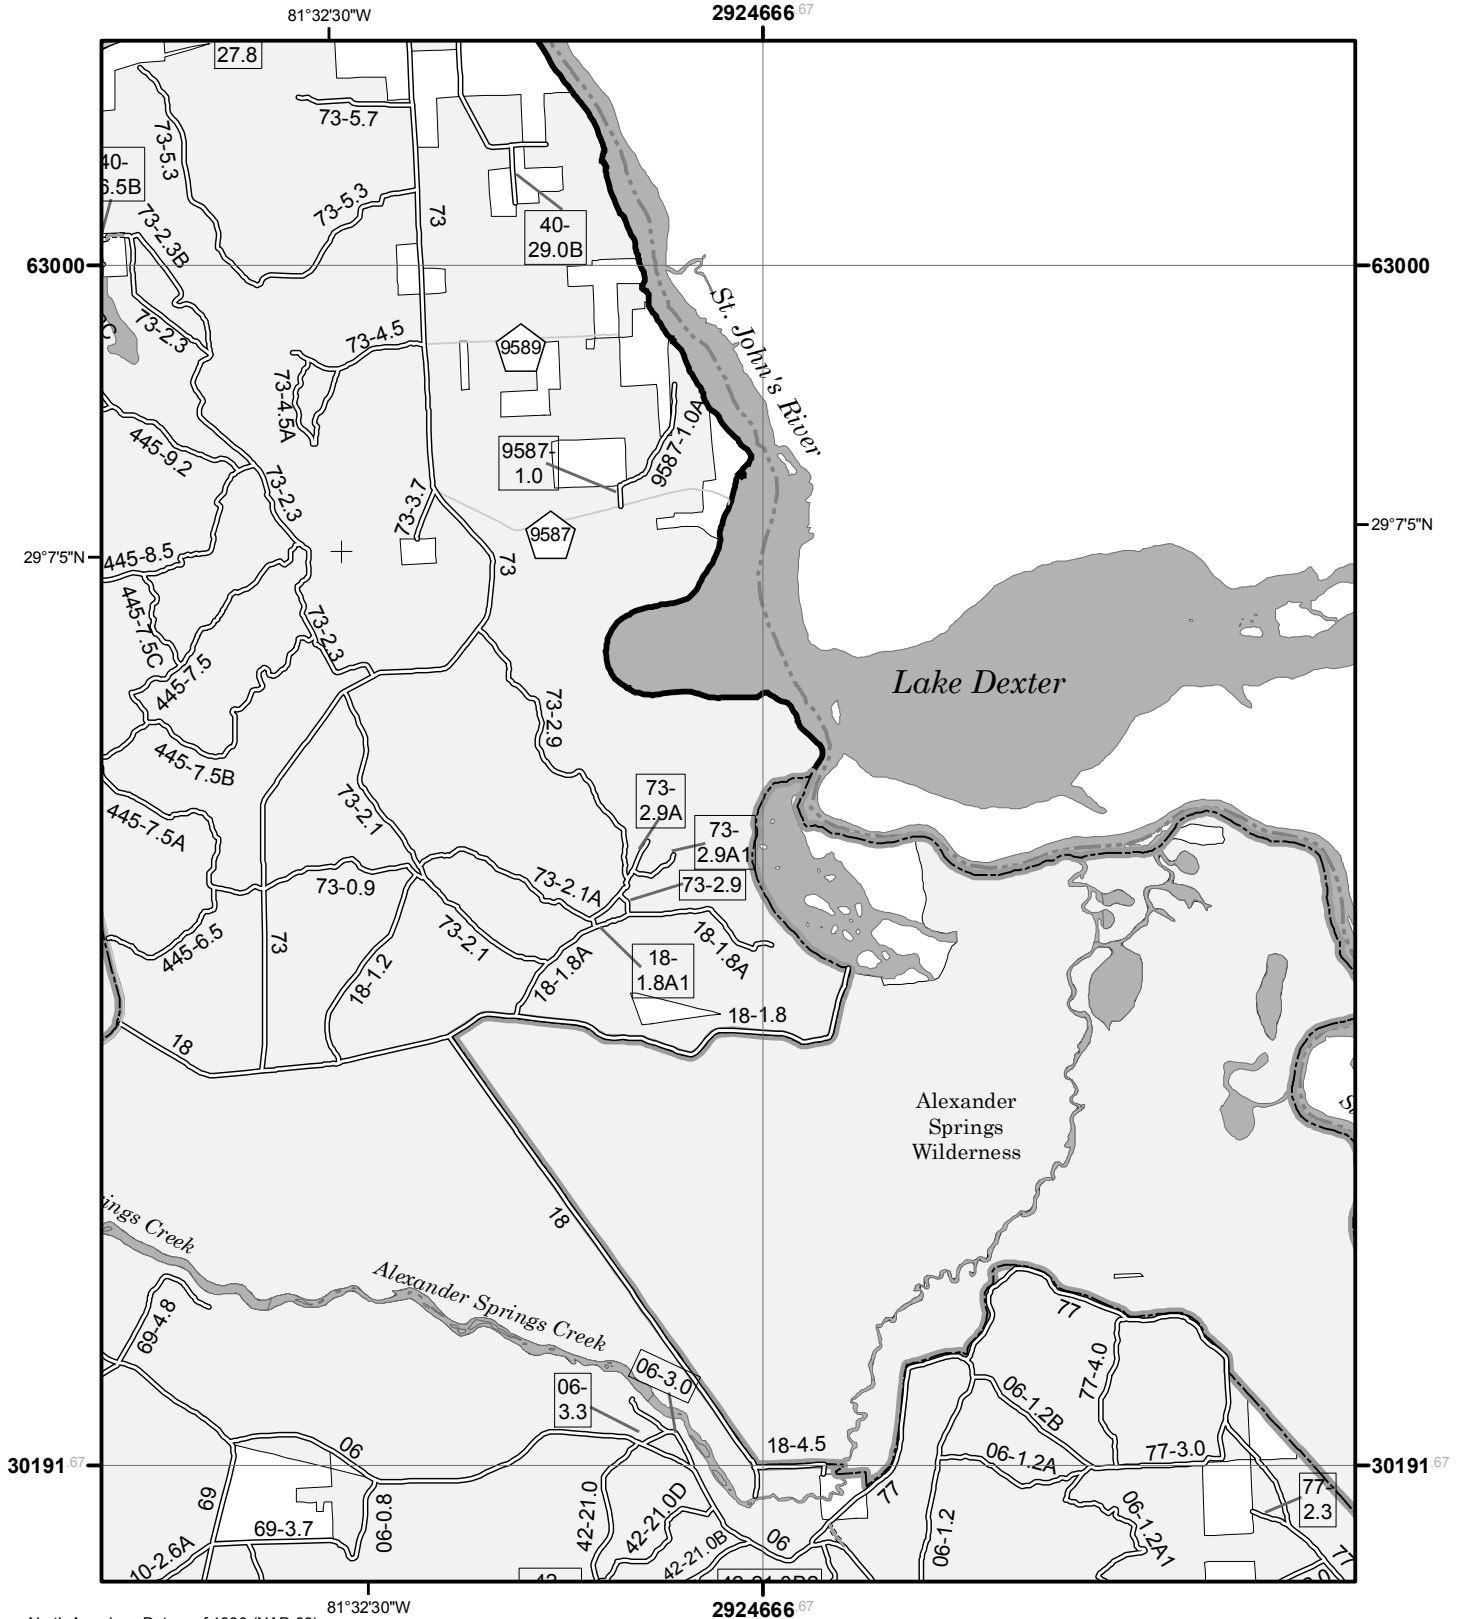 81°32'30"W
2924666.67
27.8
73-5.7
73-5.3
40-
6.5B
73-5.3
73
73-2.3B
40-
29.0B
63000
63000
St. John's River
73-2.3
73-4.5
9589
73-4.5A
445-9.2
9587-
1.0
9587-1.0A
73-2.3
73-3.7
29°7'5"N
9587
29°7'5"N
445-8.5
73
445-7.5C
73-2.3
445-7.5
Lake Dexter
73-2.9
445-7.5B
73-2.1
73-
2.9A
445-7.5A
73-
2.9A1
73-0.9
73-2.1A
73-2.9
445-6.5
73
73-2.1
18-1.2
18-1.8A
18-1.8A
18-
1.8A1
18-1.8
18
Alexander
Springs
Wilderness
18
ings Creek
Alexander Springs Creek
69-4.8
77
06-3.0
06-
3.3
77-4.0
06-1.2B
06
18-4.5
06-1.2A
77-3.0
30191.67
30191.67
69
77
77-
2.3
06-0.8
42-21.0
42-21.0D
06-1.2A1
69-3.7
06
06-1.2
10-2.6A
42-21.0B
77
81°32'30"W
2924666.67